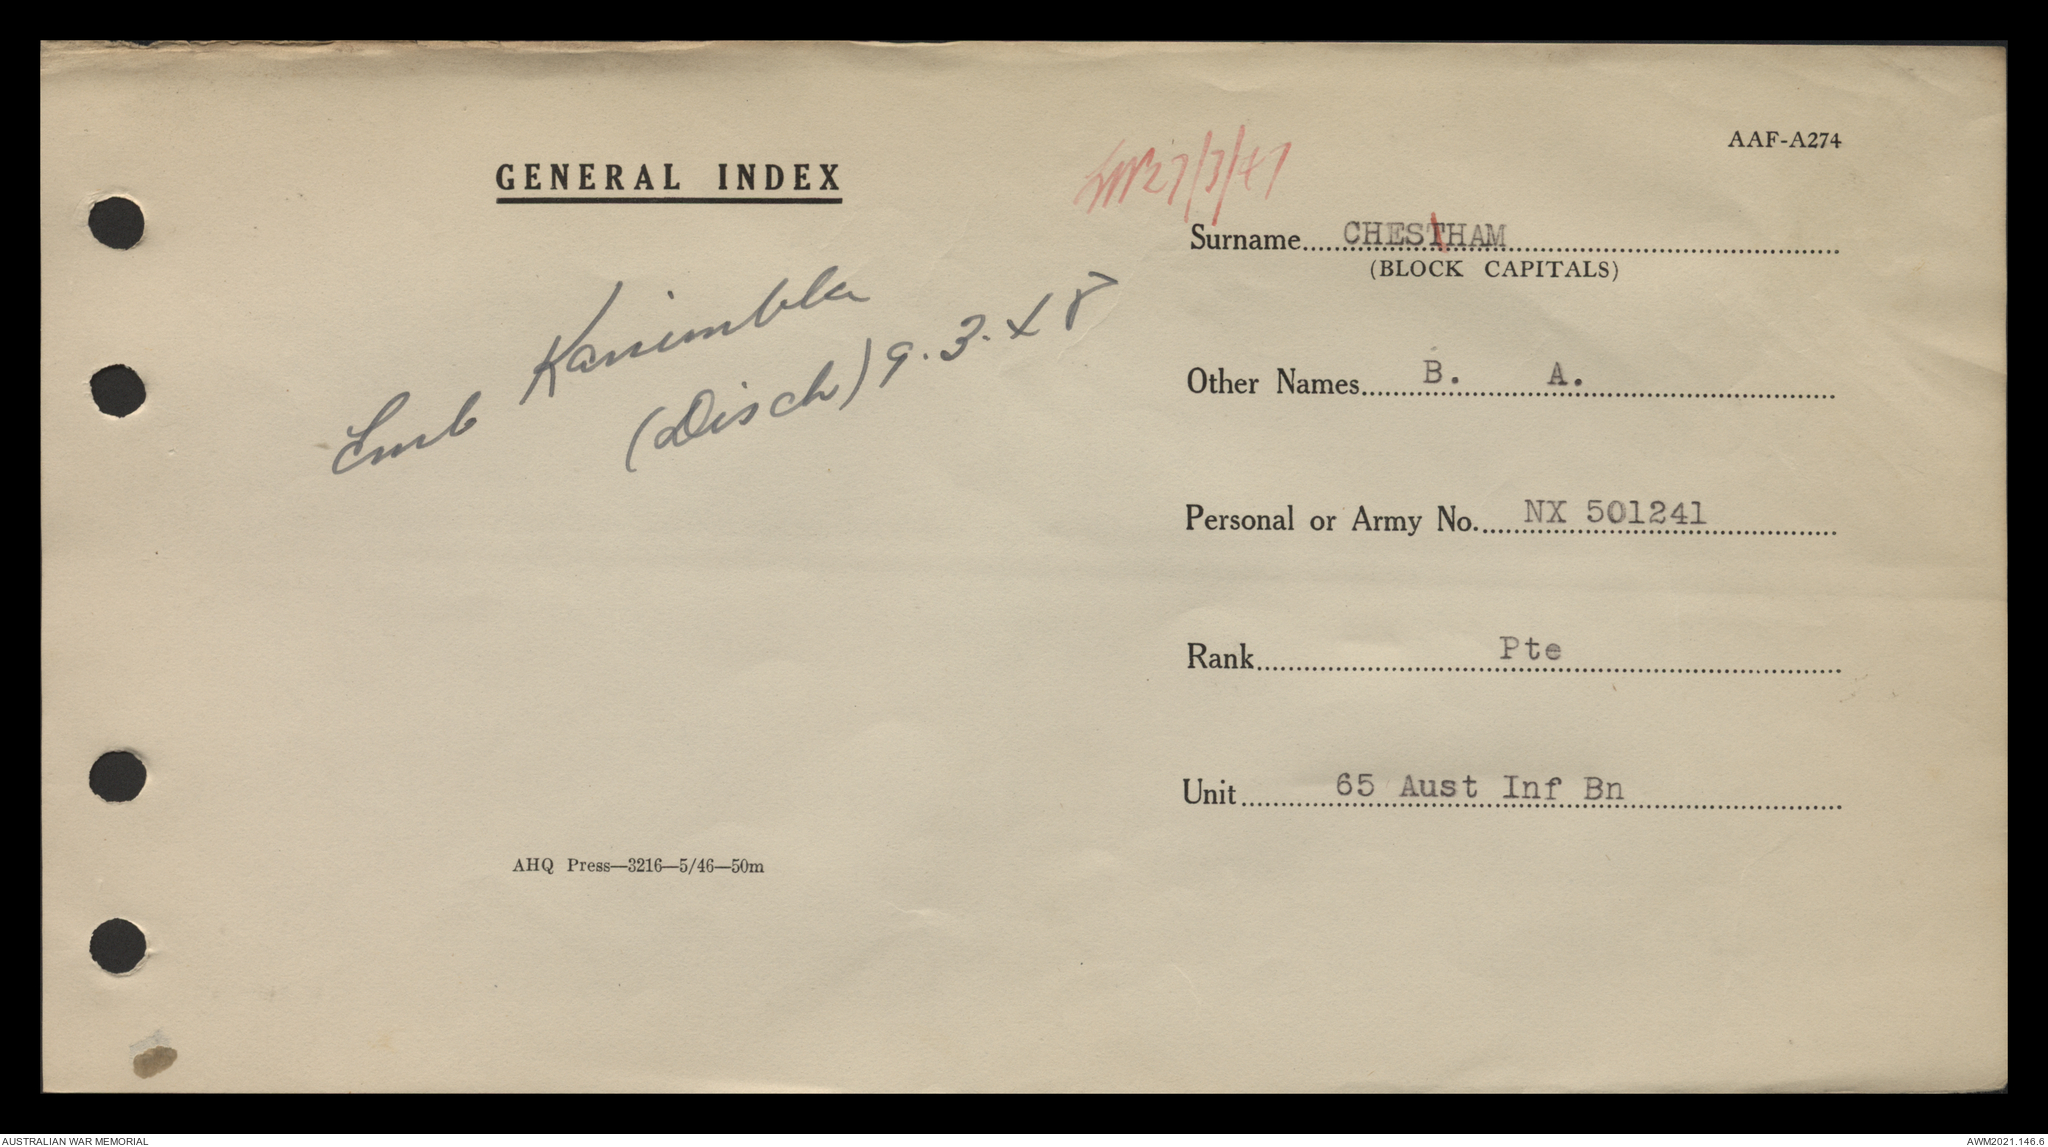 AAF-A274
GENERAL INDEX
27/3/47
Surname CHESTHAM
(BLOCK CAPITALS)
Emb Kanimbla
(Disch) 9.3.48
Other Names B. A.
Personal or Army No. NX 501241
Rank Pte
Unit 65 Aust Inf Bn
AHQ Press—3216—5/46—50m
AUSTRALIAN WAR MEMORIAL
AWM2021.146.6